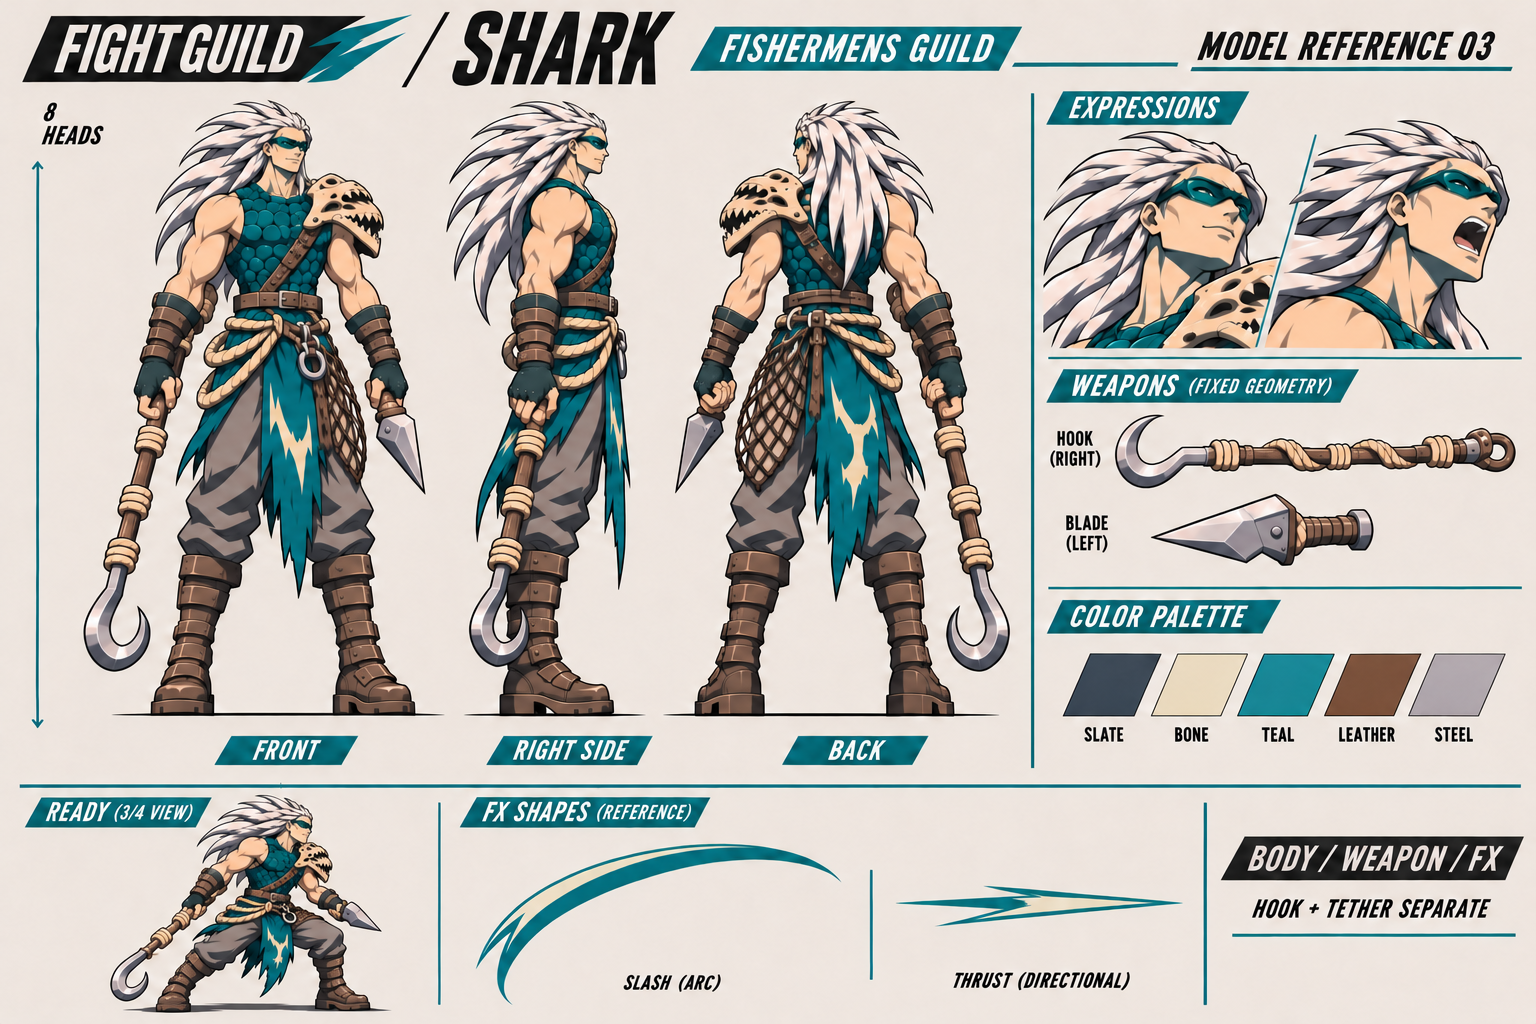 FIGHT GUILD / SHARK FISHERMENS GUILD MODEL REFERENCE 03
8
HEADS
FRONT
RIGHT SIDE
BACK
EXPRESSIONS
WEAPONS (FIXED GEOMETRY)
HOOK
(RIGHT)
BLADE
(LEFT)
COLOR PALETTE
SLATE
BONE
TEAL
LEATHER
STEEL
READY (3/4 VIEW)
FX SHAPES (REFERENCE)
SLASH (ARC)
THRUST (DIRECTIONAL)
BODY / WEAPON / FX
HOOK + TETHER SEPARATE